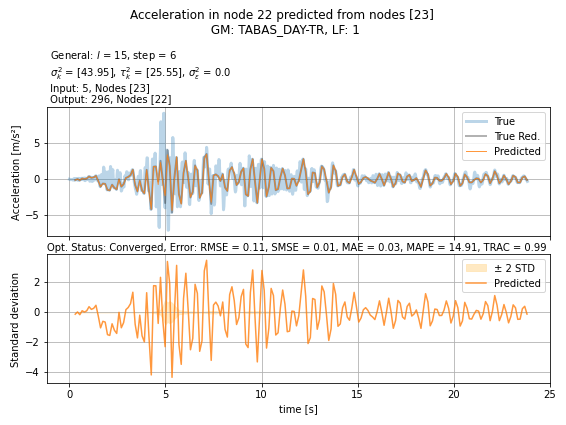 Acceleration in node 22 predicted from nodes [23]
GM: TABAS_DAY-TR, LF: 1
General: l = 15, step = 6
σ²ₖ = [43.95], τ²ₖ = [25.55], σ²ₑ = 0.0
Input: 5, Nodes [23]
Output: 296, Nodes [22]
Acceleration [m/s²]
5
0
−5
True
True Red.
Predicted
Opt. Status: Converged, Error: RMSE = 0.11, SMSE = 0.01, MAE = 0.03, MAPE = 14.91, TRAC = 0.99
Standard deviation
2
0
−2
−4
± 2 STD
Predicted
0 5 10 15 20 25
time [s]